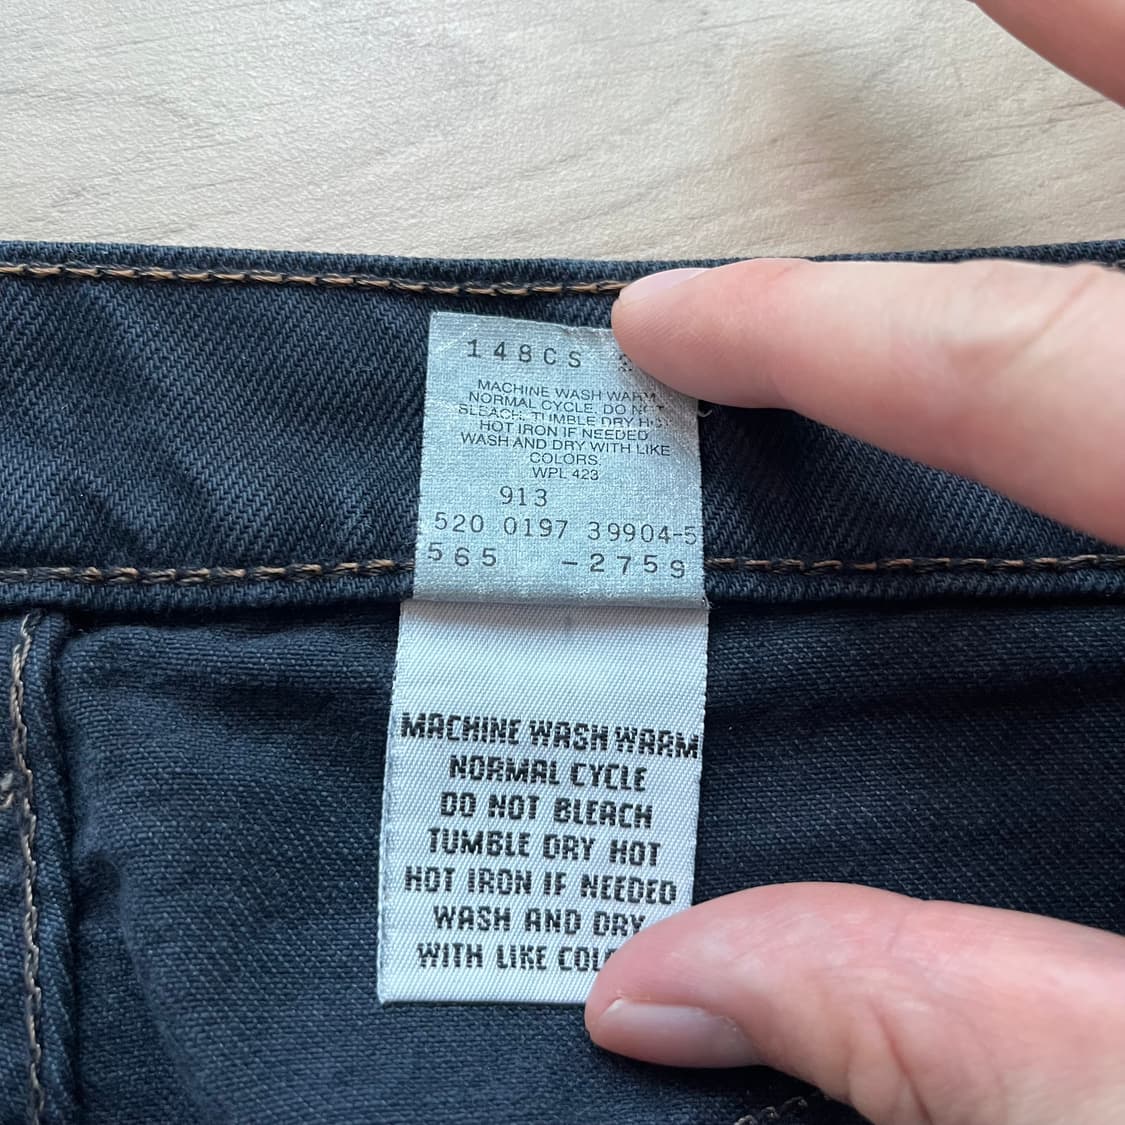 148CS
MACHINE WASH WARM
NORMAL CYCLE. DO NOT
BLEACH. TUMBLE DRY
HOT IRON IF NEEDED
WASH AND DRY WITH LIKE
COLORS.
WPL 423
913
520 0197 39904-5
565 -2759
MACHINE WASH WARM
NORMAL CYCLE
DO NOT BLEACH
TUMBLE DRY HOT
HOT IRON IF NEEDED
WASH AND DRY
WITH LIKE